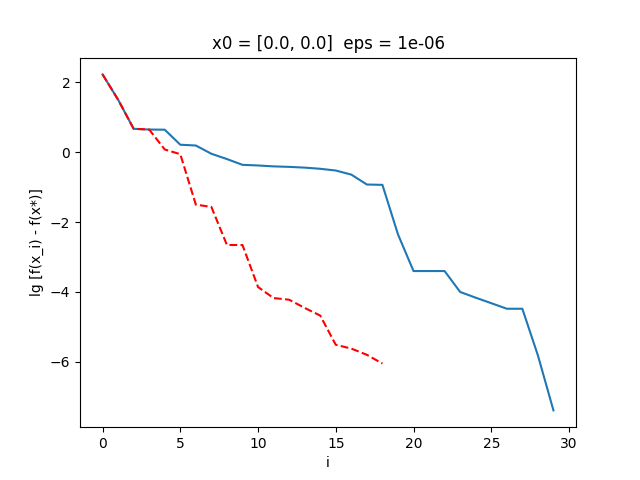 x0 = [0.0, 0.0]  eps = 1e-06
lg [f(x_i) - f(x*)]
2
0
−2
−4
−6
0 5 10 15 20 25 30
i